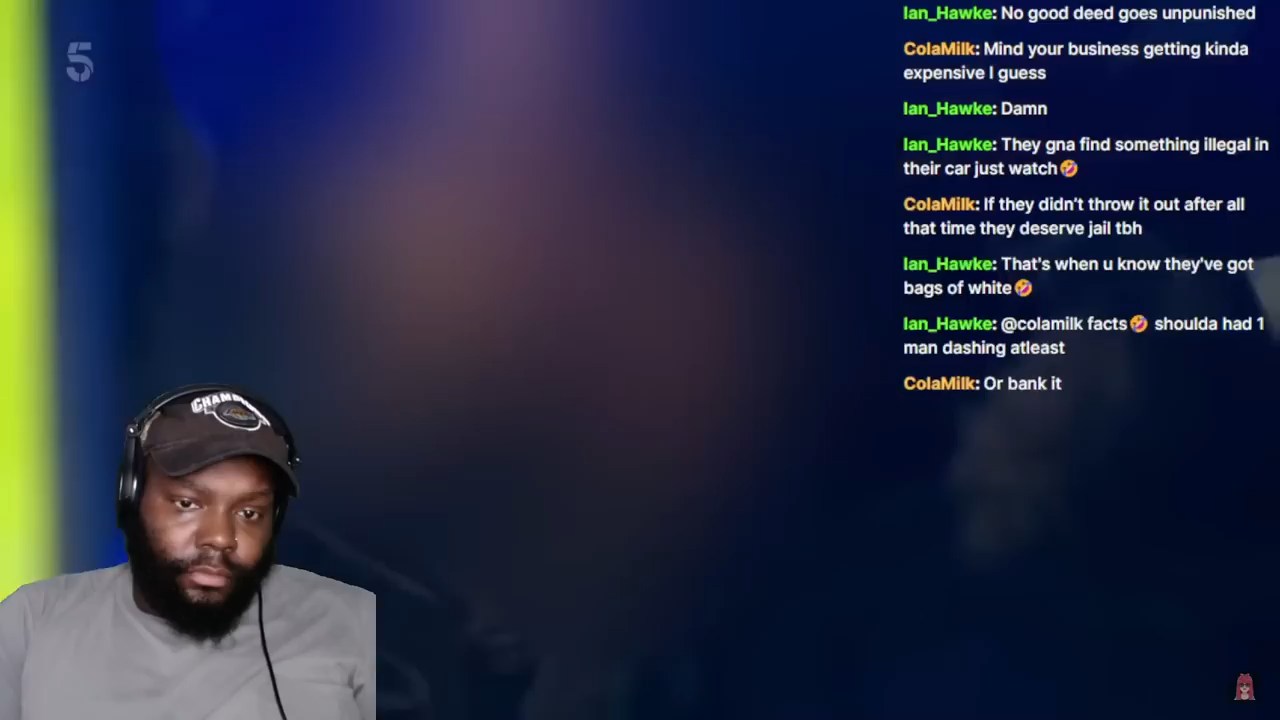 5
Ian_Hawke: No good deed goes unpunished
ColaMilk: Mind your business getting kinda
expensive I guess
Ian_Hawke: Damn
Ian_Hawke: They gna find something illegal in
their car just watch🤣
ColaMilk: If they didn't throw it out after all
that time they deserve jail tbh
Ian_Hawke: That's when u know they've got
bags of white🤣
Ian_Hawke: @colamilk facts🤣 shoulda had 1
man dashing atleast
ColaMilk: Or bank it